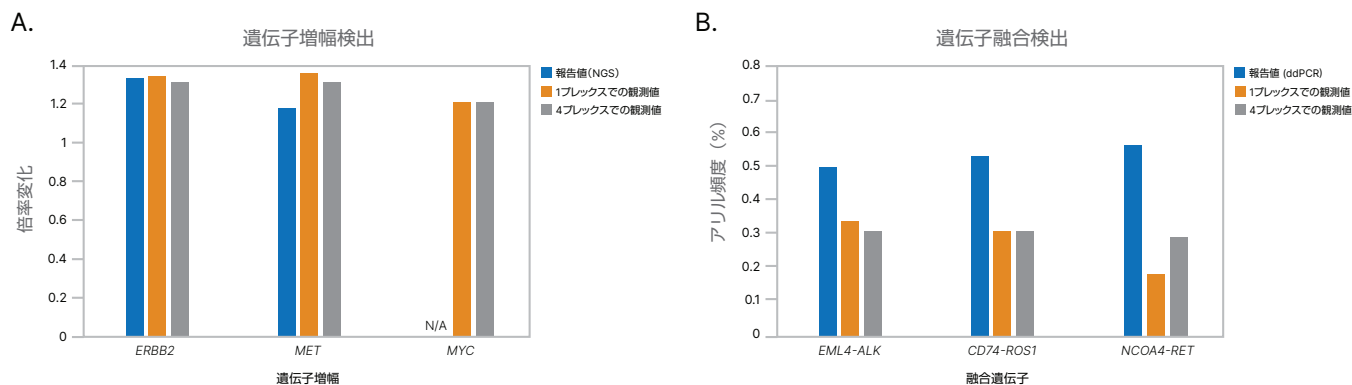 A.
遺伝子増幅検出
1.4
1.2
1
1.8
0.6
0.4
0.2
0
倍率変化
N/A
ERBB2
MET
MYC
遺伝子増幅
報告値(NGS)
1プレックスでの観測値
4プレックスでの観測値
B.
遺伝子融合検出
0.8
0.7
0.6
0.5
0.4
0.3
0.2
0.1
0
アリル頻度（%）
EML4-ALK
CD74-ROS1
NCOA4-RET
融合遺伝子
報告値 (ddPCR)
1プレックスでの観測値
4プレックスでの観測値